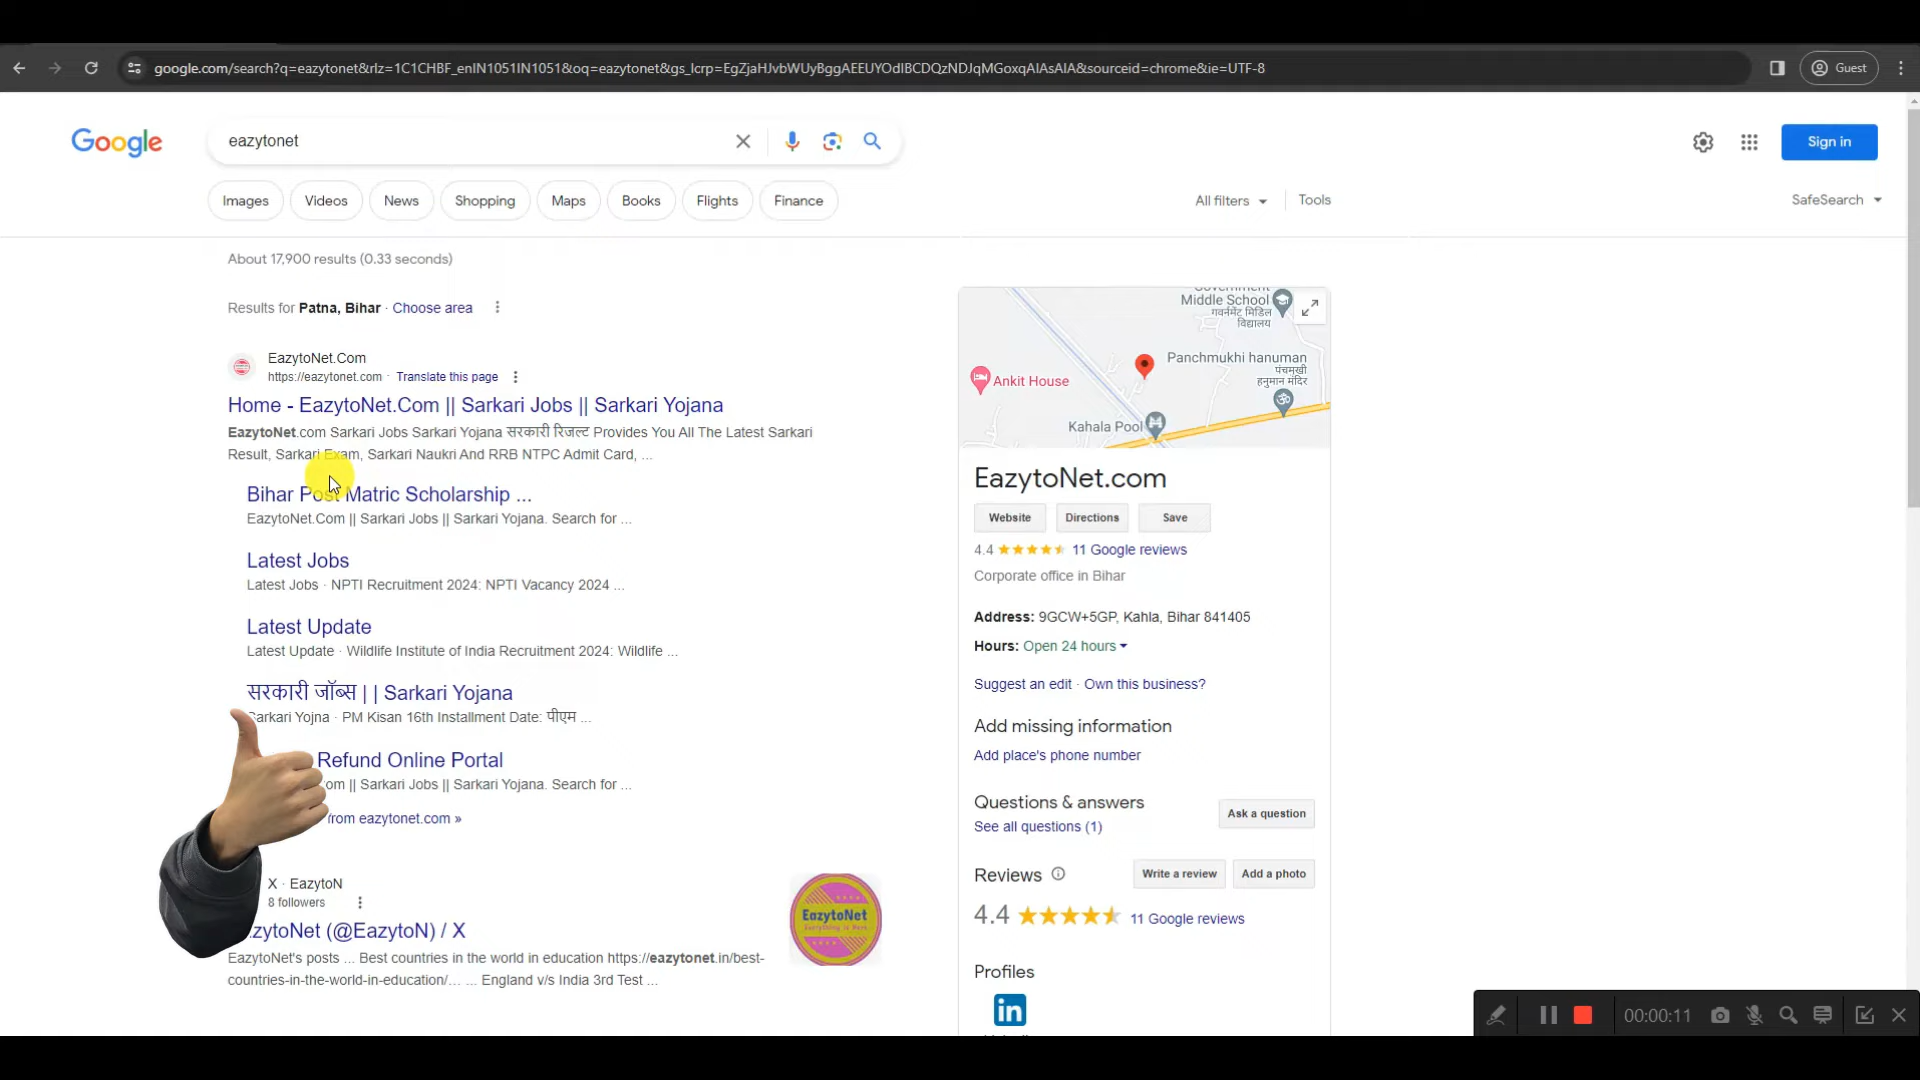 google.com/search?q=eazytonet&rlz=1C1CHBF_enIN1051IN1051&oq=eazytonet&gs_lcrp=EgZjaHJvbWUyBggAEEUYOdIBCDQzNDJqMGoxqAIAsAIA&sourceid=chrome&ie=UTF-8
Guest
Google
eazytonet
Sign in
Images
Videos
News
Shopping
Maps
Books
Flights
Finance
All filters
Tools
SafeSearch
About 17,900 results (0.33 seconds)
Results for Patna, Bihar · Choose area
EazytoNet.Com
https://eazytonet.com · Translate this page
Home - EazytoNet.Com || Sarkari Jobs || Sarkari Yojana
EazytoNet.com Sarkari Jobs Sarkari Yojana सरकारी रिजल्ट Provides You All The Latest Sarkari
Result, Sarkari Exam, Sarkari Naukri And RRB NTPC Admit Card, ...
Bihar Post Matric Scholarship ...
EazytoNet.Com || Sarkari Jobs || Sarkari Yojana. Search for ...
Latest Jobs
Latest Jobs · NPTI Recruitment 2024: NPTI Vacancy 2024 ...
Latest Update
Latest Update · Wildlife Institute of India Recruitment 2024: Wildlife ...
सरकारी जॉब्स || Sarkari Yojana
Sarkari Yojna · PM Kisan 16th Installment Date: पीएम ...
Refund Online Portal
om || Sarkari Jobs || Sarkari Yojana. Search for ...
from eazytonet.com »
X · EazytoN
8 followers
zytoNet (@EazytoN) / X
EazytoNet's posts ... Best countries in the world in education https://eazytonet.in/best-
countries-in-the-world-in-education/... ... England v/s India 3rd Test ...
EazytoNet
Everything is Here
Government
Middle School
गवर्नमेंट मिडिल
विद्यालय
Panchmukhi hanuman
पंचमुखी
हनुमान मंदिर
Ankit House
Kahala Pool
EazytoNet.com
Website
Directions
Save
4.4
11 Google reviews
Corporate office in Bihar
Address: 9GCW+5GP, Kahla, Bihar 841405
Hours: Open 24 hours
Suggest an edit · Own this business?
Add missing information
Add place's phone number
Questions & answers
See all questions (1)
Ask a question
Reviews
Write a review
Add a photo
4.4
11 Google reviews
Profiles
in
00:00:11